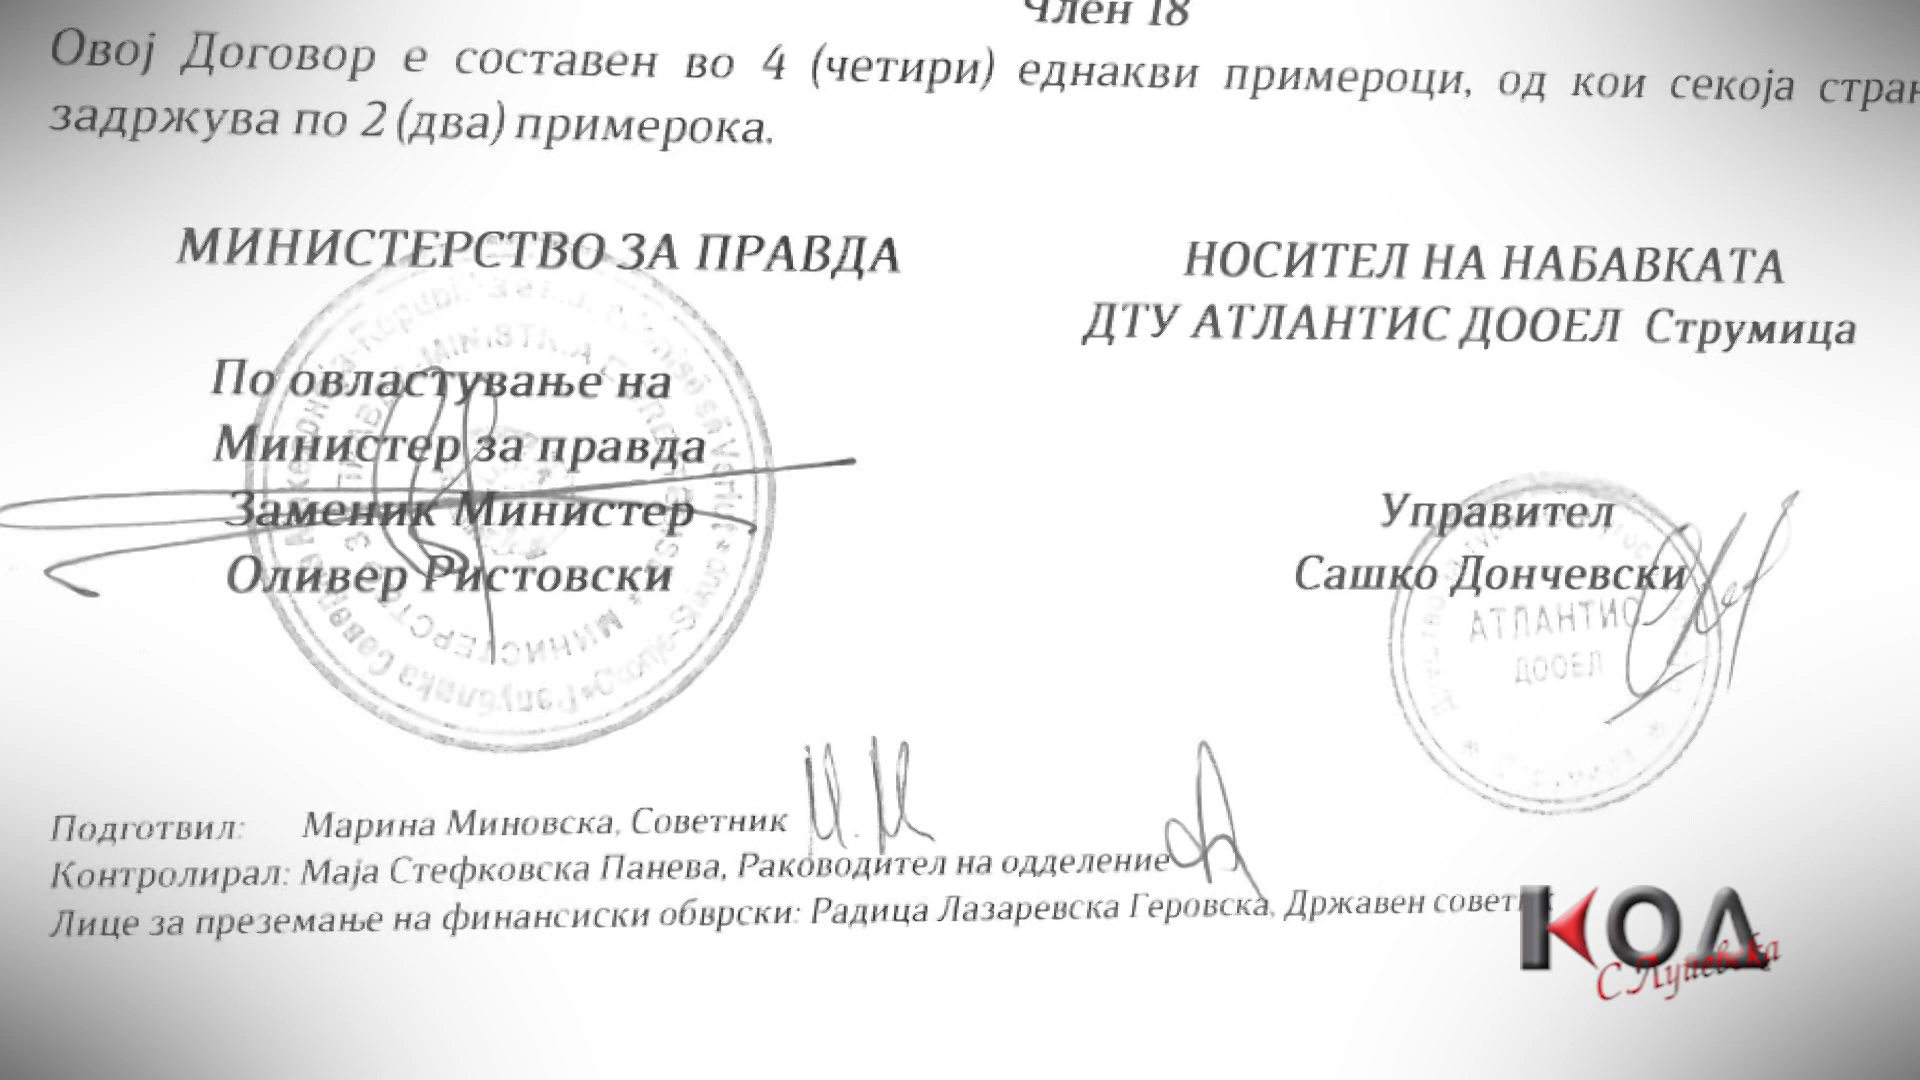 Член 18
Овој Договор е составен во 4 (четири) еднакви примероци, од кои секоја стран
задржува по 2 (два) примерока.
МИНИСТЕРСТВО ЗА ПРАВДА
НОСИТЕЛ НА НАБАВКАТА
ДТУ АТЛАНТИС ДООЕЛ Струмица
По овластување на
Министер за правда
Заменик Министер
Оливер Ристовски
Управител
Сашко Дончевски
АТЛАНТИС
ДООЕЛ
Подготвил: Марина Миновска, Советник
Контролирал: Маја Стефковска Панева, Раководител на одделение
Лице за преземање на финансиски обврски: Радица Лазаревска Геровска, Државен совет
КОД
С Лупевска